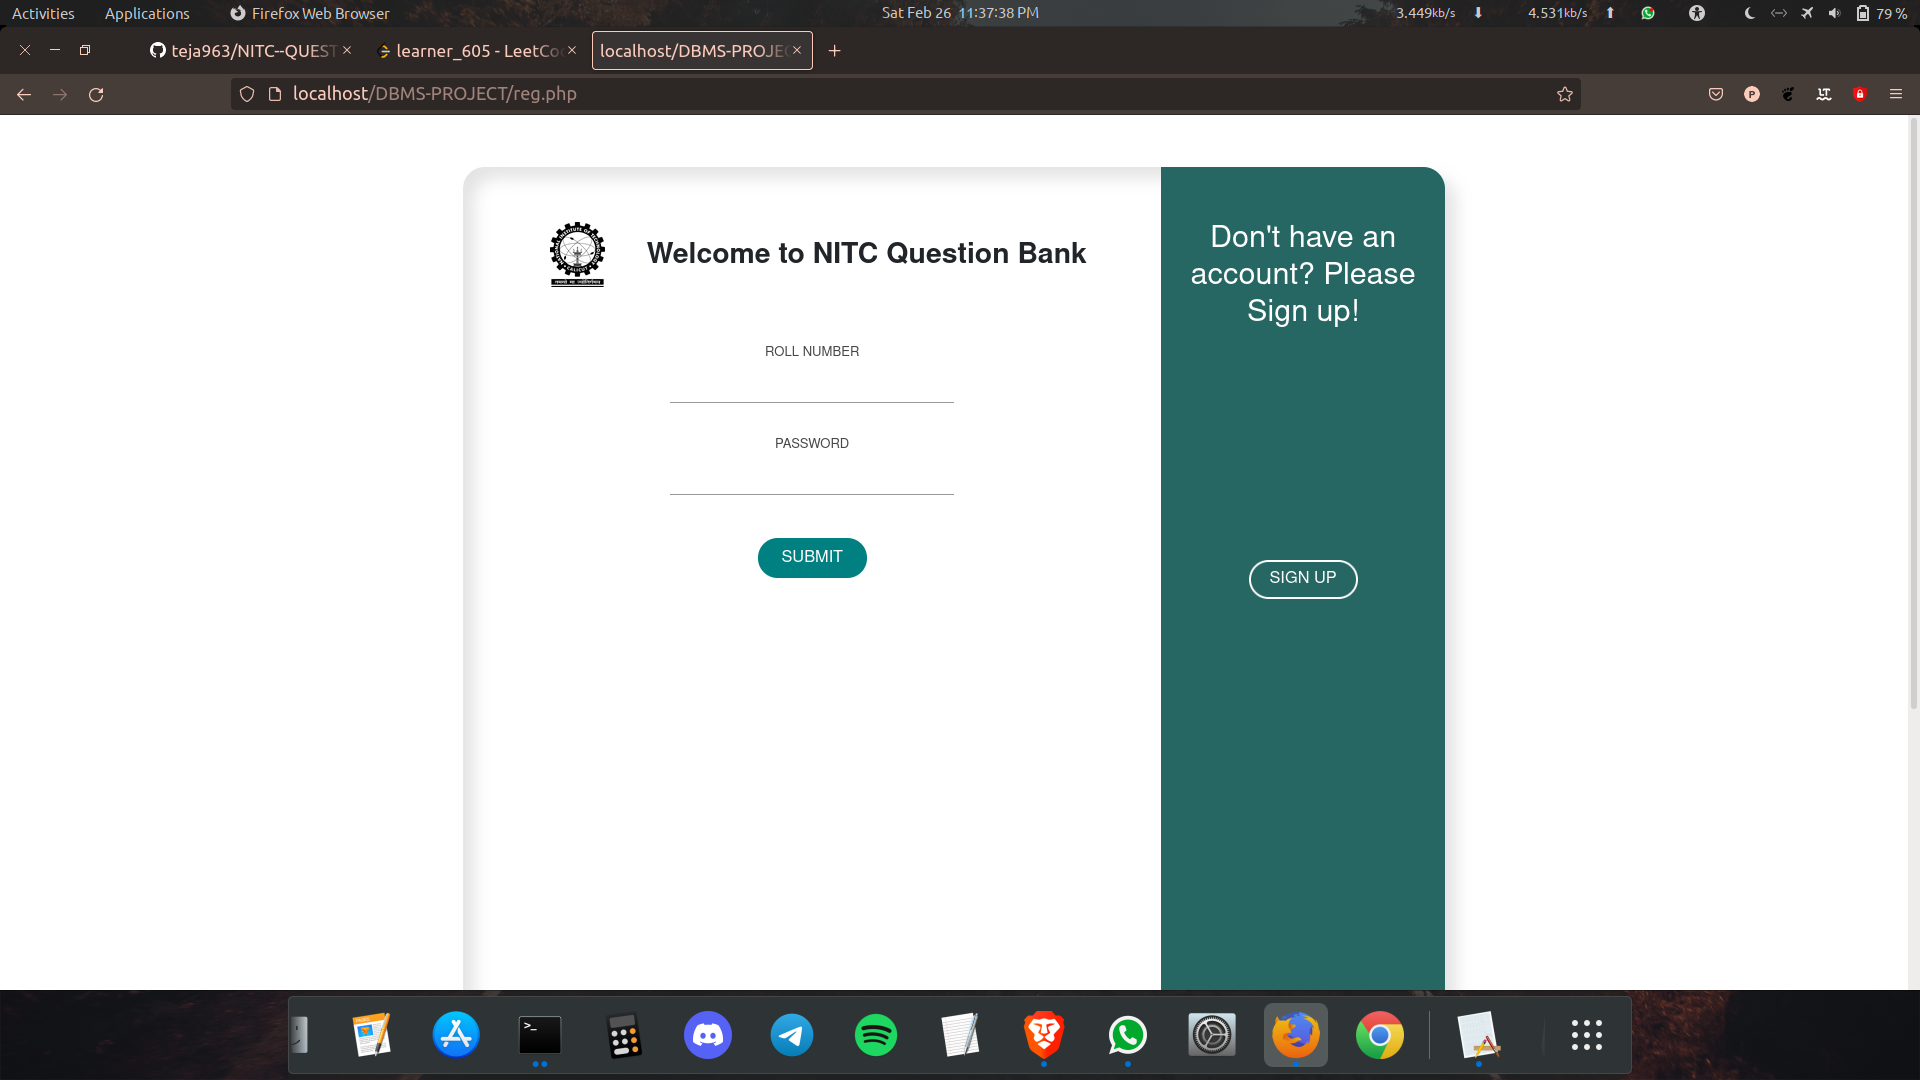 Activities Applications Firefox Web Browser Sat Feb 26 11:37:38 PM 3.449kb/s 4.531kb/s 79 %
teja963/NITC--QUEST learner_605 - LeetCo localhost/DBMS-PROJE
localhost/DBMS-PROJECT/reg.php
Welcome to NITC Question Bank
ROLL NUMBER
PASSWORD
SUBMIT
Don't have an
account? Please
Sign up!
SIGN UP